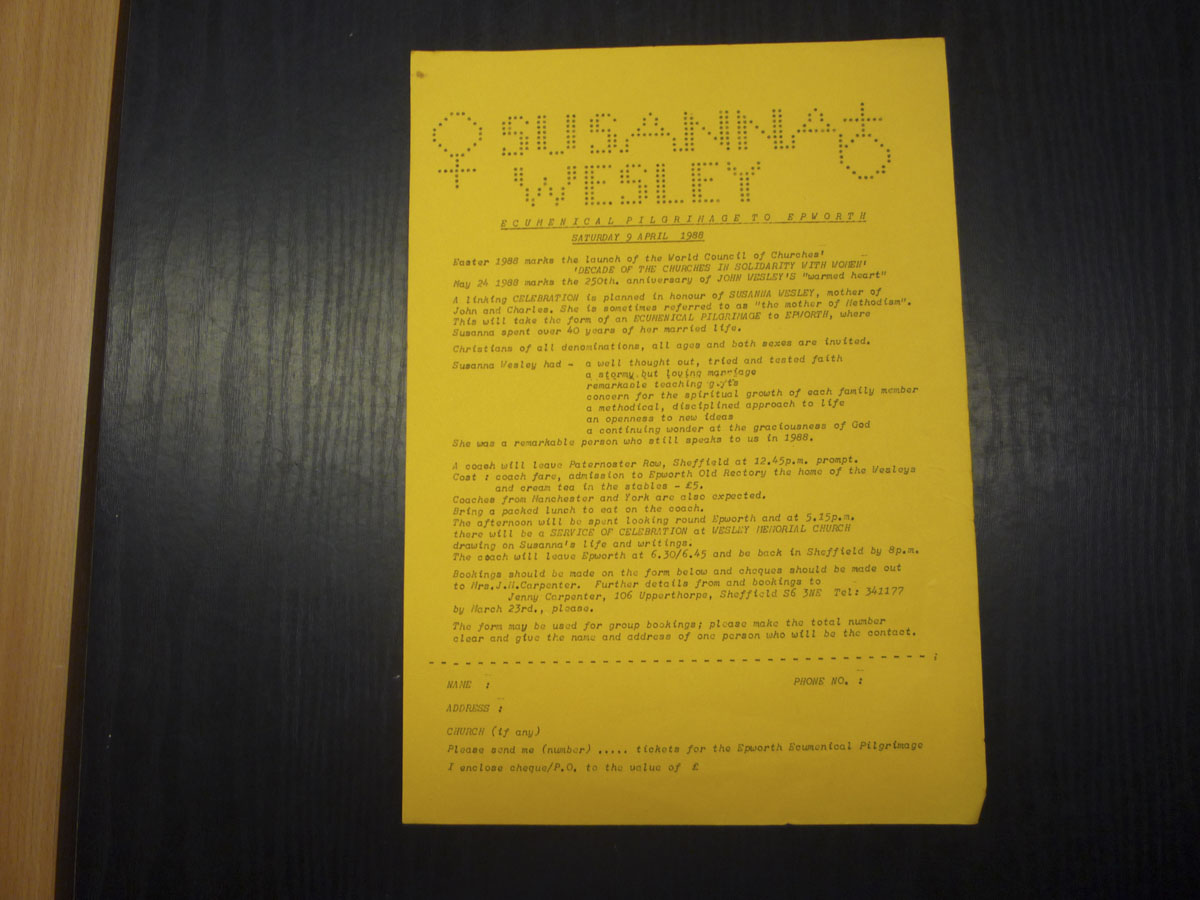 SUSANNA
WESLEY
ECUMENICAL PILGRIMAGE TO EPWORTH
SATURDAY 9 APRIL 1988
Easter 1988 marks the launch of the World Council of Churches'
'DECADE OF THE CHURCHES IN SOLIDARITY WITH WOMEN'
May 24 1988 marks the 250th. anniversary of JOHN WESLEY'S "warmed heart"
A linking CELEBRATION is planned in honour of SUSANNA WESLEY, mother of
John and Charles. She is sometimes referred to as "the mother of Methodism".
This will take the form of an ECUMENICAL PILGRIMAGE to EPWORTH, where
Susanna spent over 40 years of her married life.
Christians of all denominations, all ages and both sexes are invited.
Susanna Wesley had - a well thought out, tried and tested faith
a stormy but loving marriage
remarkable teaching gifts
concern for the spiritual growth of each family member
a methodical, disciplined approach to life
an openness to new ideas
a continuing wonder at the graciousness of God
She was a remarkable person who still speaks to us in 1988.
A coach will leave Paternoster Row, Sheffield at 12.45p.m. prompt.
Cost : coach fare, admission to Epworth Old Rectory the home of the Wesleys
and cream tea in the stables - £5.
Coaches from Manchester and York are also expected.
Bring a packed lunch to eat on the coach.
The afternoon will be spent looking round Epworth and at 5.15p.m.
there will be a SERVICE OF CELEBRATION at WESLEY MEMORIAL CHURCH
drawing on Susanna's life and writings.
The coach will leave Epworth at 6.30/6.45 and be back in Sheffield by 8p.m.
Bookings should be made on the form below and cheques should be made out
to Mrs.J.M.Carpenter. Further details from and bookings to
Jenny Carpenter, 106 Upperthorpe, Sheffield S6 3NE Tel: 341177
by March 23rd., please.
The form may be used for group bookings; please make the total number
clear and give the name and address of one person who will be the contact.
NAME :
PHONE NO. :
ADDRESS :
CHURCH (if any)
Please send me (number) ..... tickets for the Epworth Ecumenical Pilgrimage
I enclose cheque/P.O. to the value of £